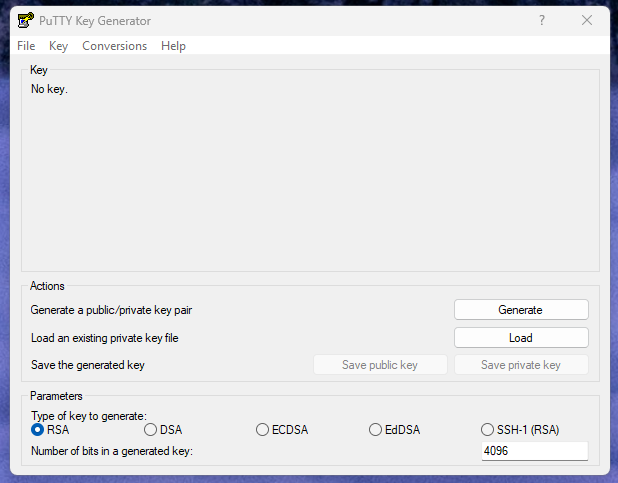 PuTTY Key Generator ?
File Key Conversions Help
Key
No key.
Actions
Generate a public/private key pair Generate
Load an existing private key file Load
Save the generated key Save public key Save private key
Parameters
Type of key to generate:
RSA DSA ECDSA EdDSA SSH-1 (RSA)
Number of bits in a generated key: 4096